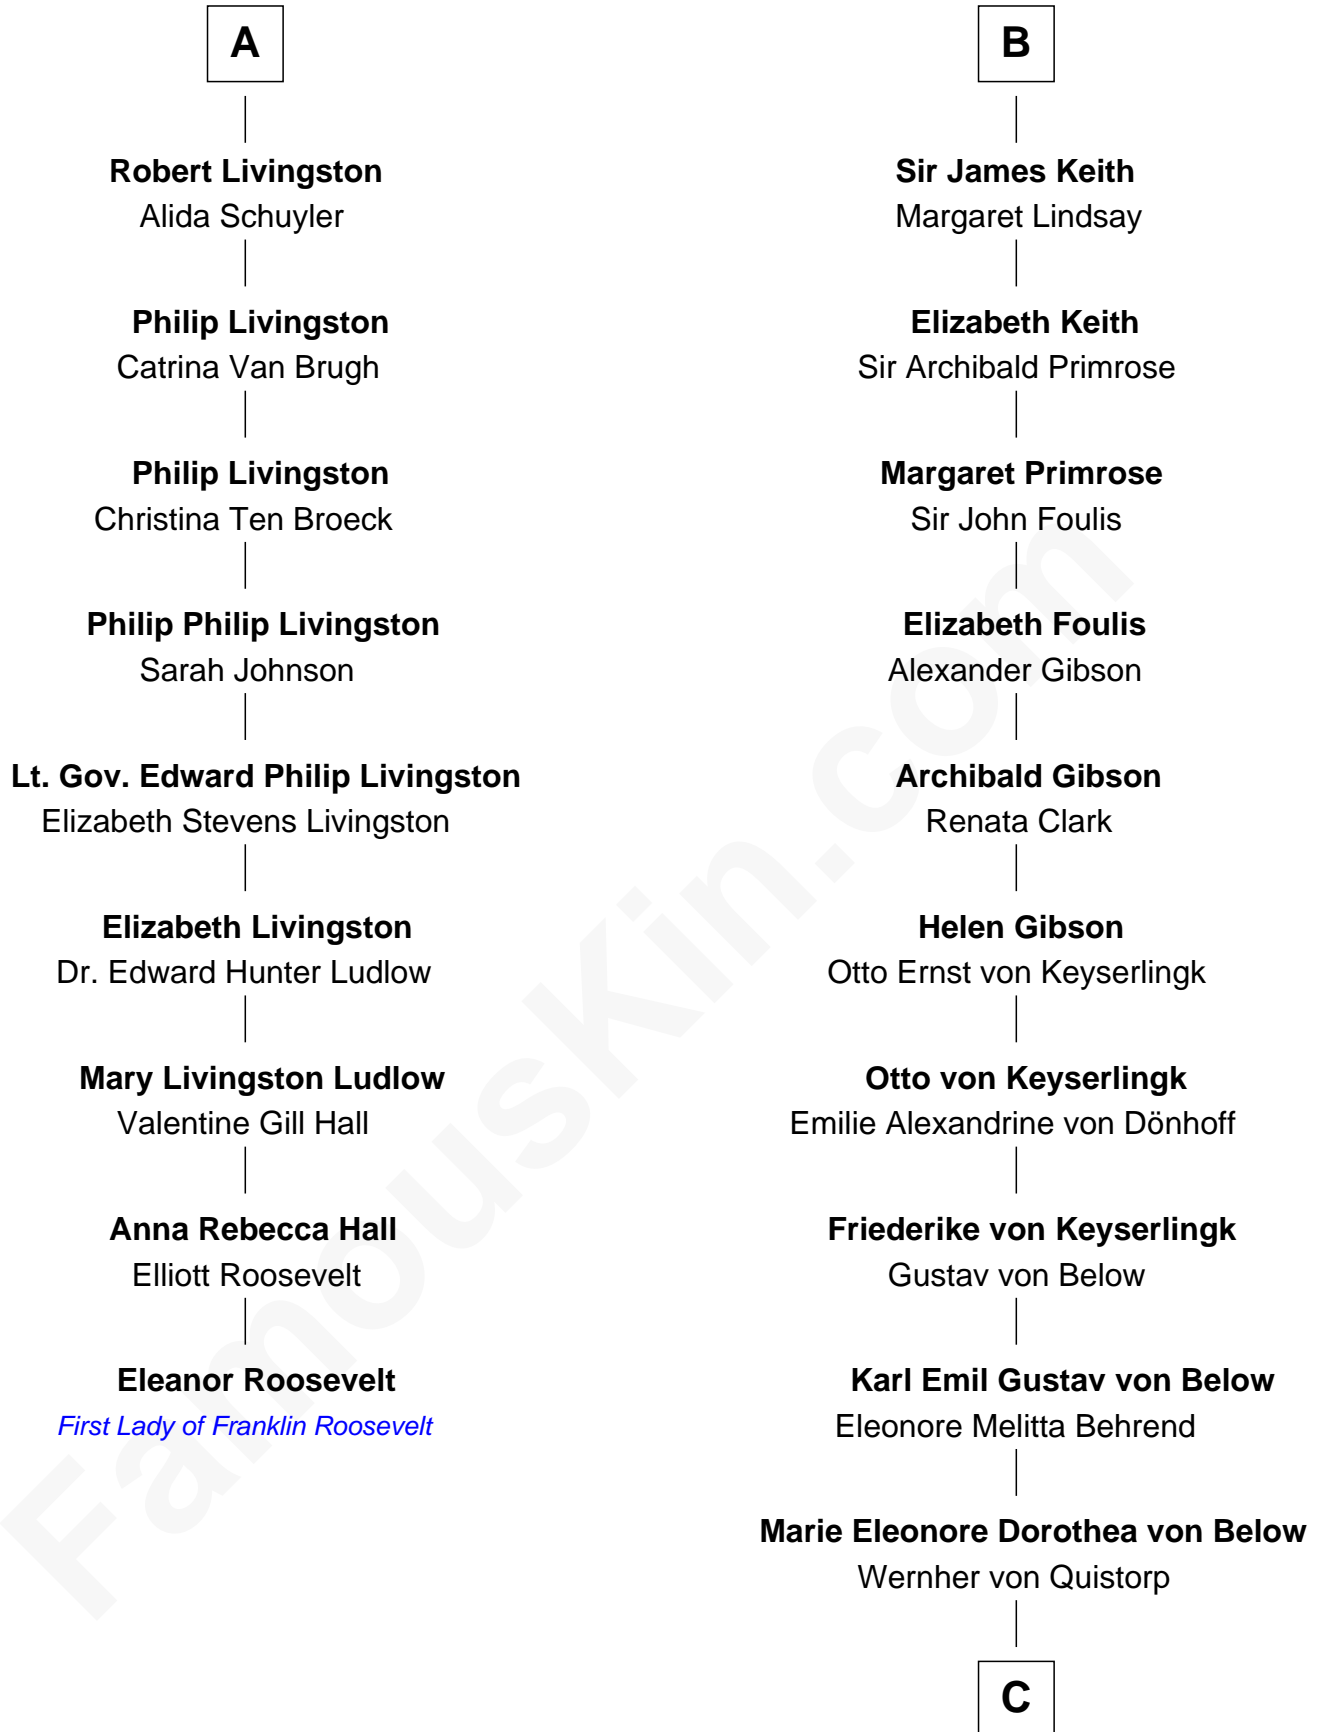 A
Robert Livingston
Alida Schuyler
Philip Livingston
Catrina Van Brugh
Philip Livingston
Christina Ten Broeck
Philip Philip Livingston
Sarah Johnson
Lt. Gov. Edward Philip Livingston
Elizabeth Stevens Livingston
Elizabeth Livingston
Dr. Edward Hunter Ludlow
Mary Livingston Ludlow
Valentine Gill Hall
Anna Rebecca Hall
Elliott Roosevelt
Eleanor Roosevelt
First Lady of Franklin Roosevelt
B
Sir James Keith
Margaret Lindsay
Elizabeth Keith
Sir Archibald Primrose
Margaret Primrose
Sir John Foulis
Elizabeth Foulis
Alexander Gibson
Archibald Gibson
Renata Clark
Helen Gibson
Otto Ernst von Keyserlingk
Otto von Keyserlingk
Emilie Alexandrine von Dönhoff
Friederike von Keyserlingk
Gustav von Below
Karl Emil Gustav von Below
Eleonore Melitta Behrend
Marie Eleonore Dorothea von Below
Wernher von Quistorp
C
FamousKin.com